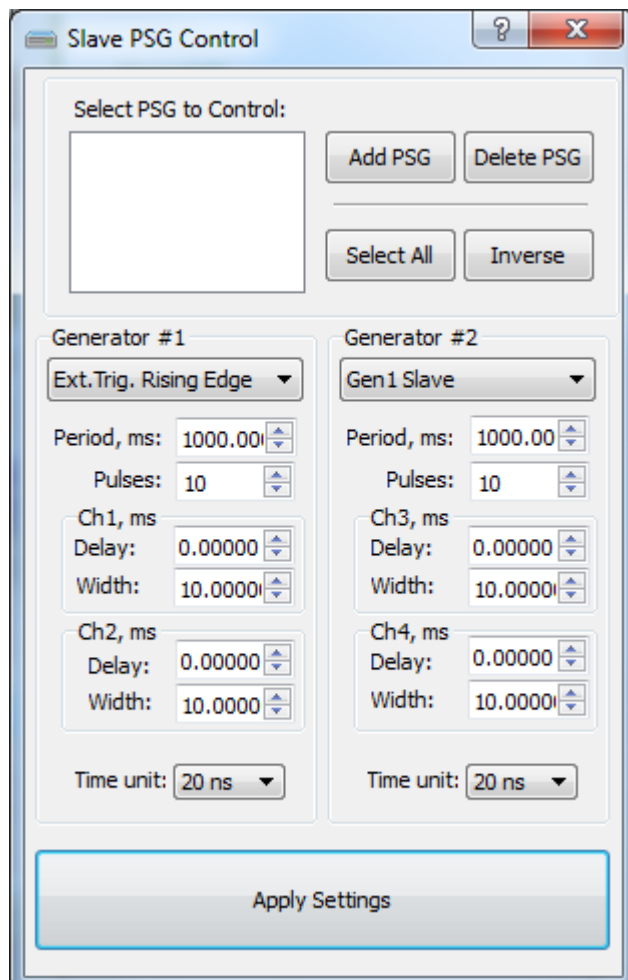 Slave PSG Control
Select PSG to Control:
Add PSG Delete PSG
Select All Inverse
Generator #1 Generator #2
Ext.Trig. Rising Edge Gen1 Slave
Period, ms: 1000.00 Period, ms: 1000.00
Pulses: 10 Pulses: 10
Ch1, ms Ch3, ms
Delay: 0.00000 Delay: 0.00000
Width: 10.0000 Width: 10.0000
Ch2, ms Ch4, ms
Delay: 0.00000 Delay: 0.00000
Width: 10.0000 Width: 10.0000
Time unit: 20 ns Time unit: 20 ns
Apply Settings